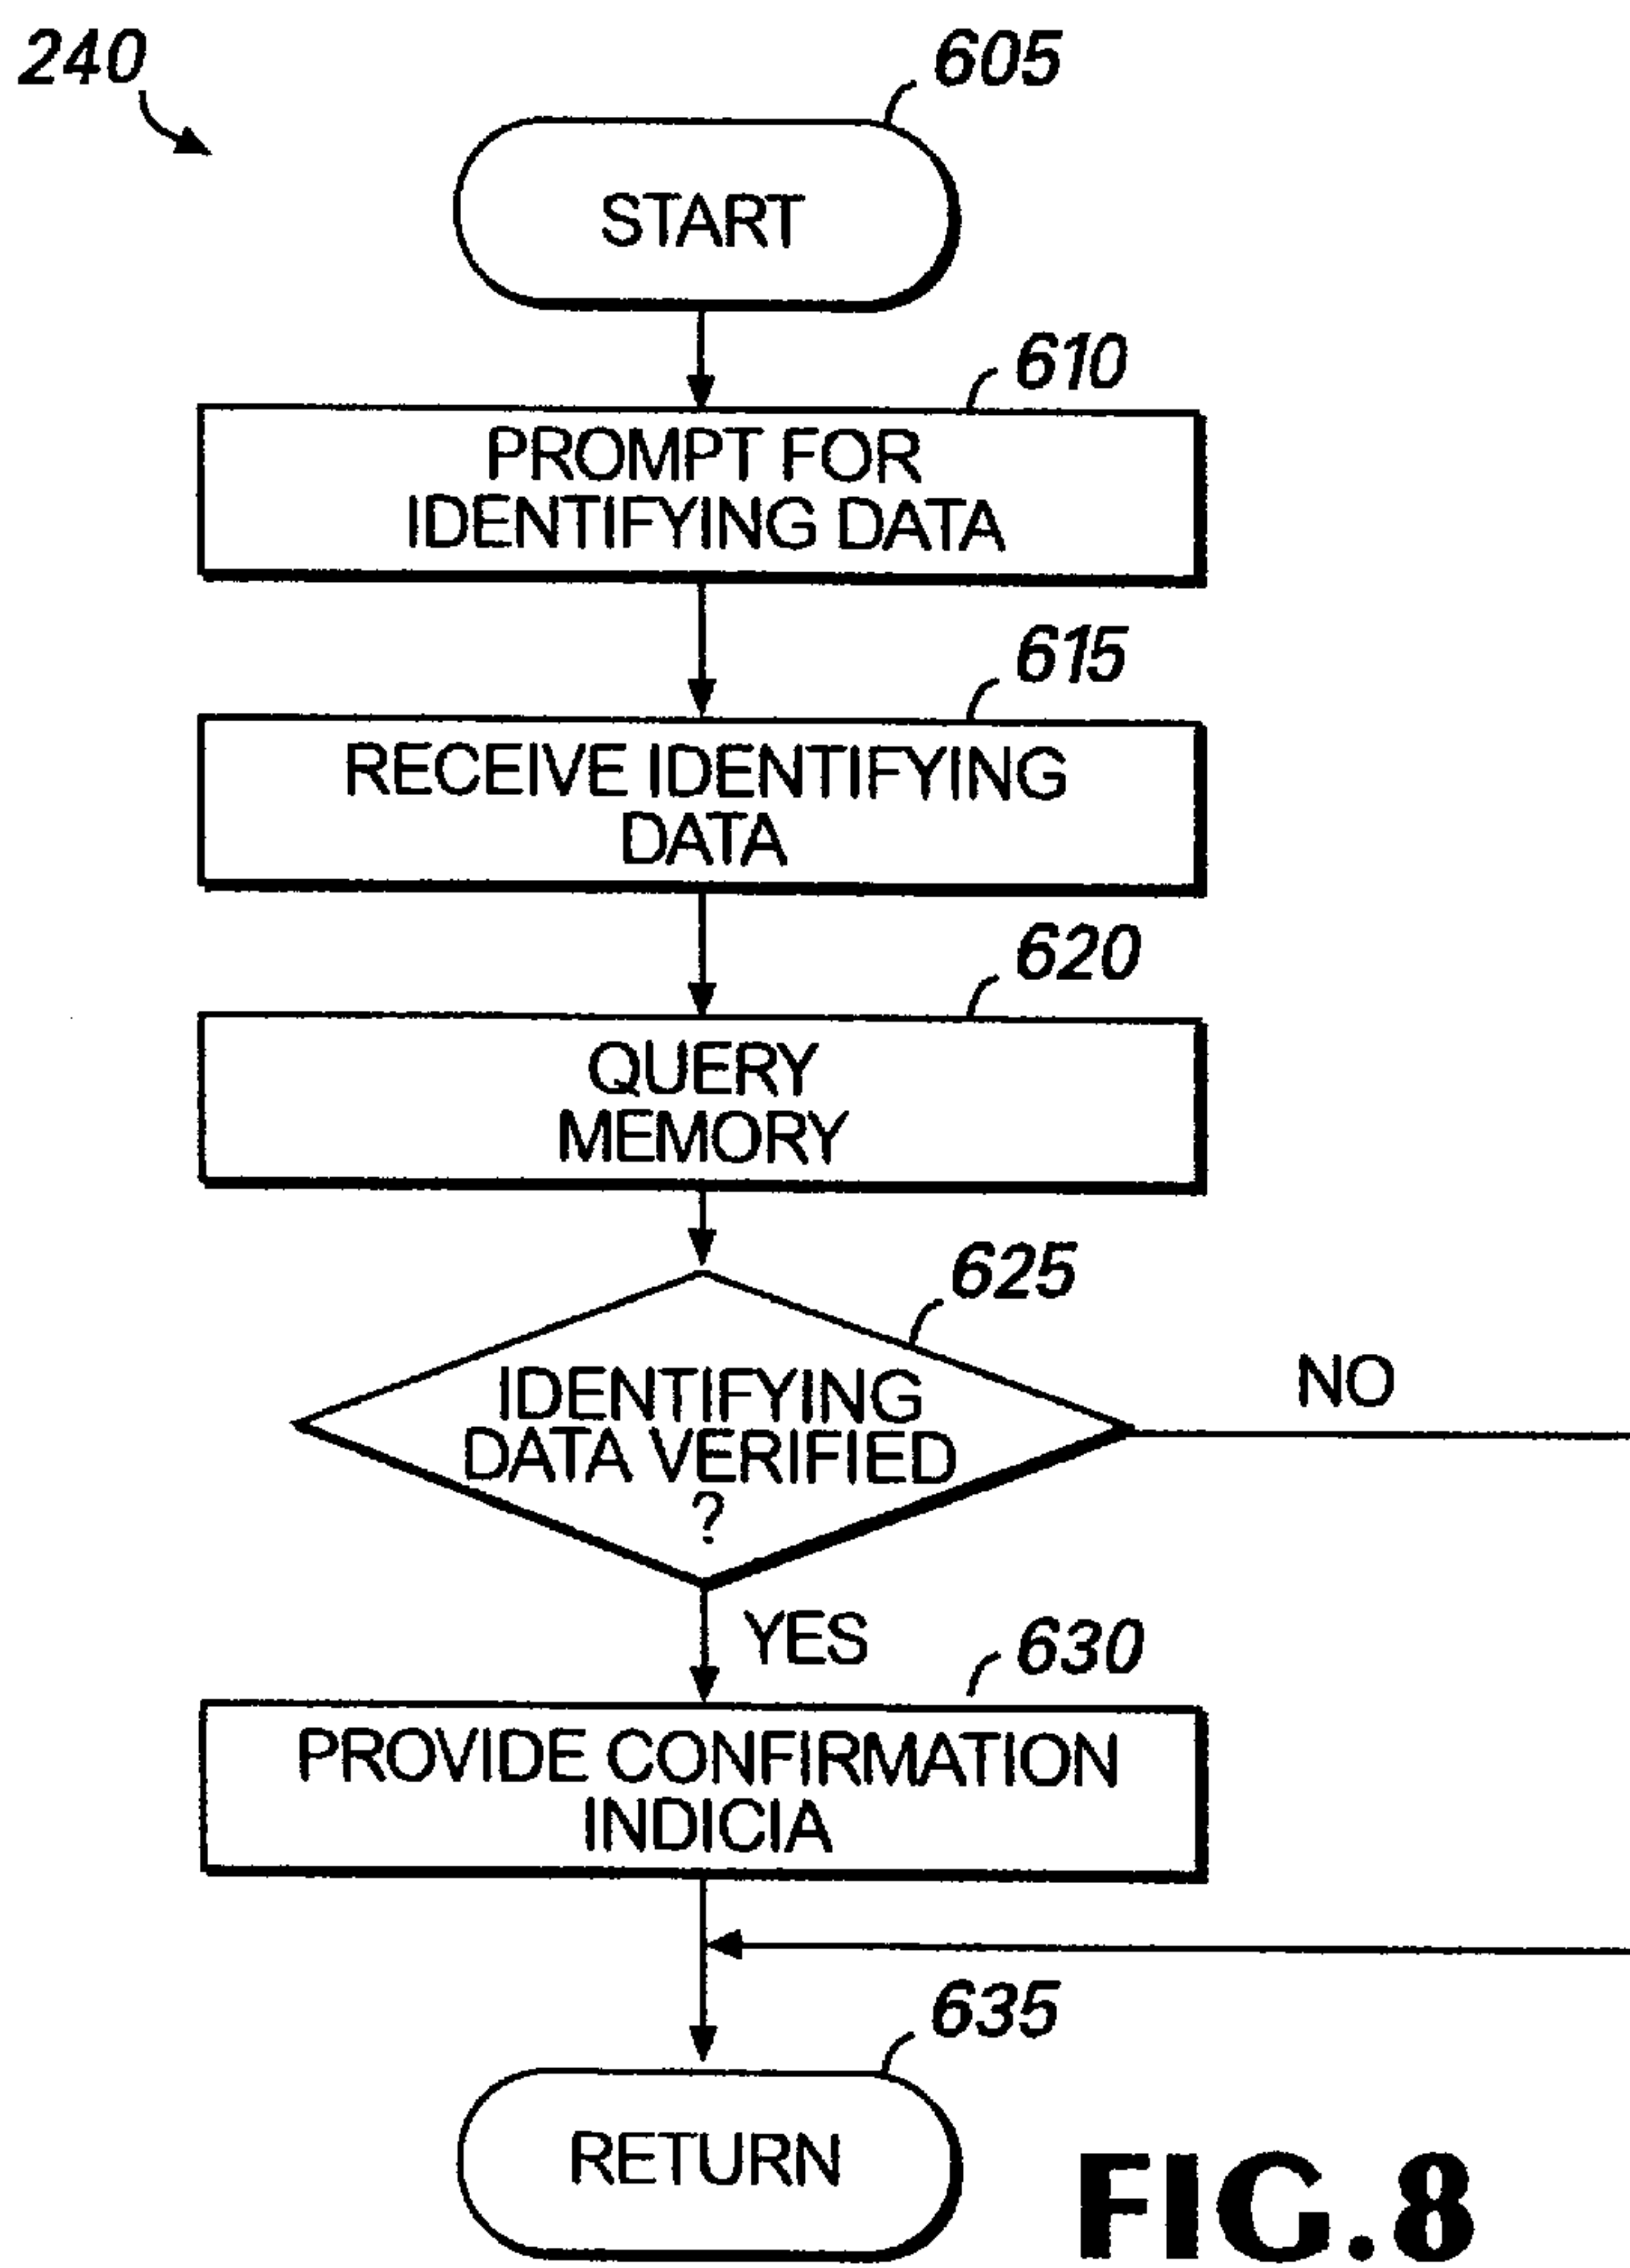 240
605
START
610
PROMPT FOR
IDENTIFYING DATA
615
RECEIVE IDENTIFYING
DATA
620
QUERY
MEMORY
625
IDENTIFYING
DATA VERIFIED
?
NO
YES
630
PROVIDE CONFIRMATION
INDICIA
635
RETURN
FIG.8